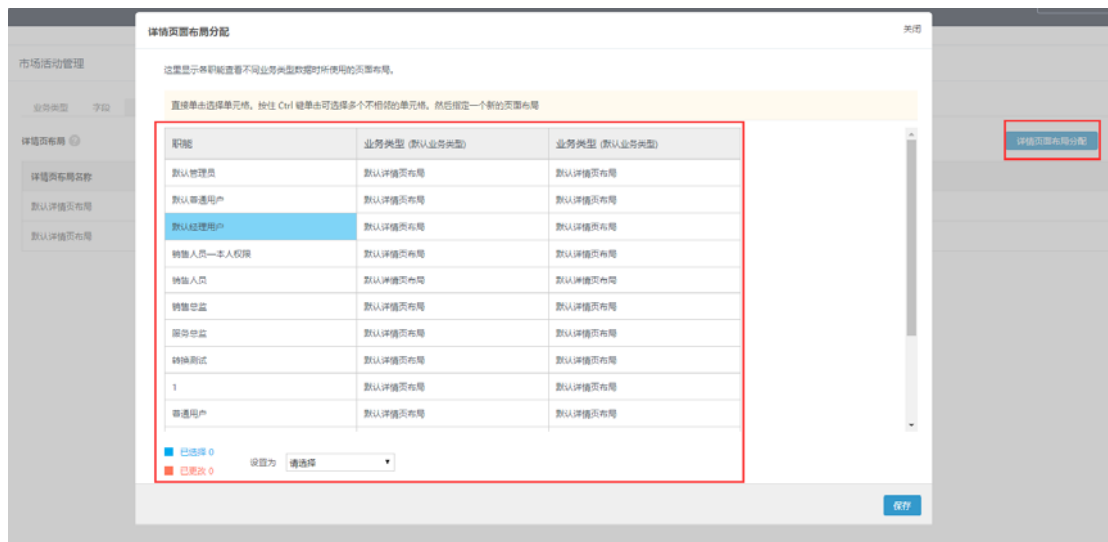 详情页面布局分配
关闭
市场活动管理
这里显示各职能查看不同业务类型数据时所使用的页面布局。
业务类型 字段
直接单击选择单元格。按住 Ctrl 键单击可选择多个不相邻的单元格。然后指定一个新的页面布局
详情页布局
详情页面布局分配
职能 业务类型 (默认业务类型) 业务类型 (默认业务类型)
详情页布局名称
默认管理员 默认详情页布局 默认详情页布局
默认普通用户 默认详情页布局 默认详情页布局
默认详情页布局
默认经理用户 默认详情页布局 默认详情页布局
默认详情页布局
销售人员—本人权限 默认详情页布局 默认详情页布局
销售人员 默认详情页布局 默认详情页布局
销售总监 默认详情页布局 默认详情页布局
服务总监 默认详情页布局 默认详情页布局
转换测试 默认详情页布局 默认详情页布局
1 默认详情页布局 默认详情页布局
普通用户 默认详情页布局 默认详情页布局
已选择 0
设置为 请选择
已更改 0
保存